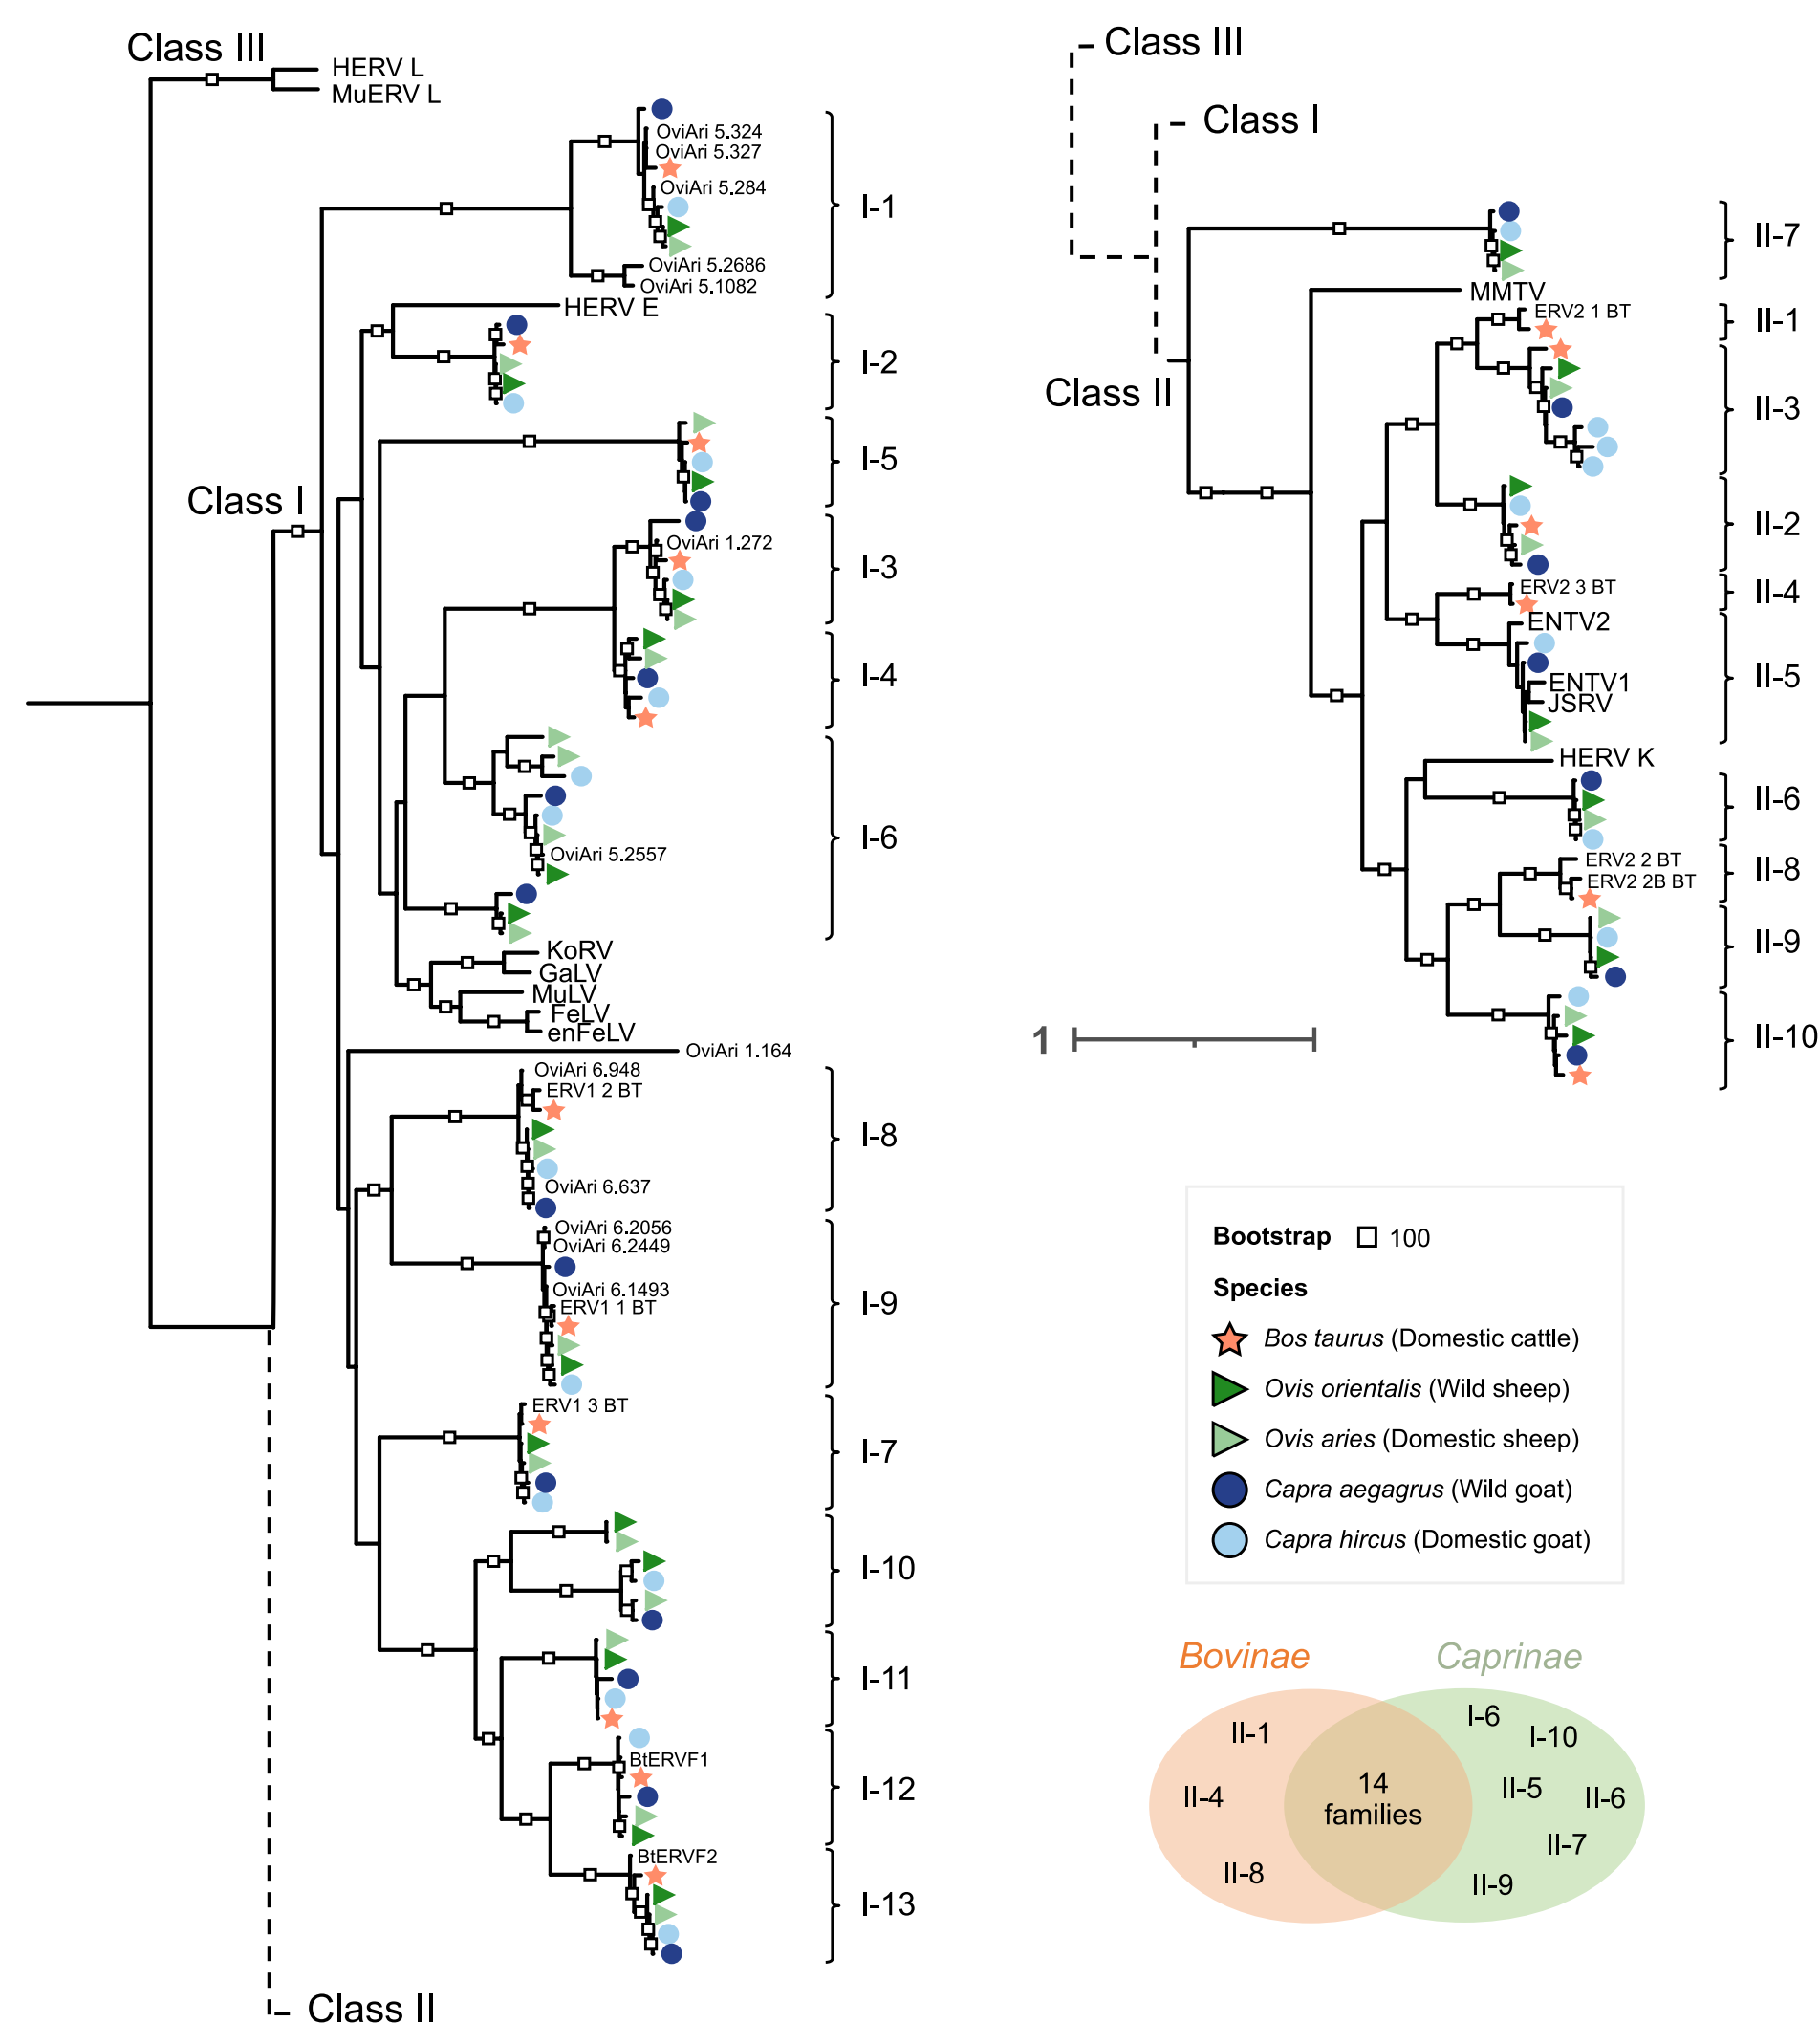 Class III
HERV L
MuERV L
OviAri 5.324
OviAri 5.327
OviAri 5.284
I-1
OviAri 5.2686
OviAri 5.1082
HERV E
I-2
I-5
Class I
OviAri 1.272
I-3
I-4
I-6
OviAri 5.2557
KoRV
GaLV
MuLV
FeLV
enFeLV
OviAri 1.164
OviAri 6.948
ERV1 2 BT
I-8
OviAri 6.637
OviAri 6.2056
OviAri 6.2449
OviAri 6.1493
I-9
ERV1 1 BT
ERV1 3 BT
I-7
I-10
I-11
BtERVF1
I-12
BtERVF2
I-13
Class II
Class III
Class I
II-7
MMTV
ERV2 1 BT
II-1
Class II
II-3
II-2
ERV2 3 BT
II-4
ENTV2
II-5
ENTV1
JSRV
HERV K
II-6
ERV2 2 BT
II-8
ERV2 2B BT
II-9
II-10
1
Bootstrap 100
Species
Bos taurus (Domestic cattle)
Ovis orientalis (Wild sheep)
Ovis aries (Domestic sheep)
Capra aegagrus (Wild goat)
Capra hircus (Domestic goat)
Bovinae
Caprinae
II-1
II-4
II-8
14
families
I-6
I-10
II-5
II-6
II-7
II-9